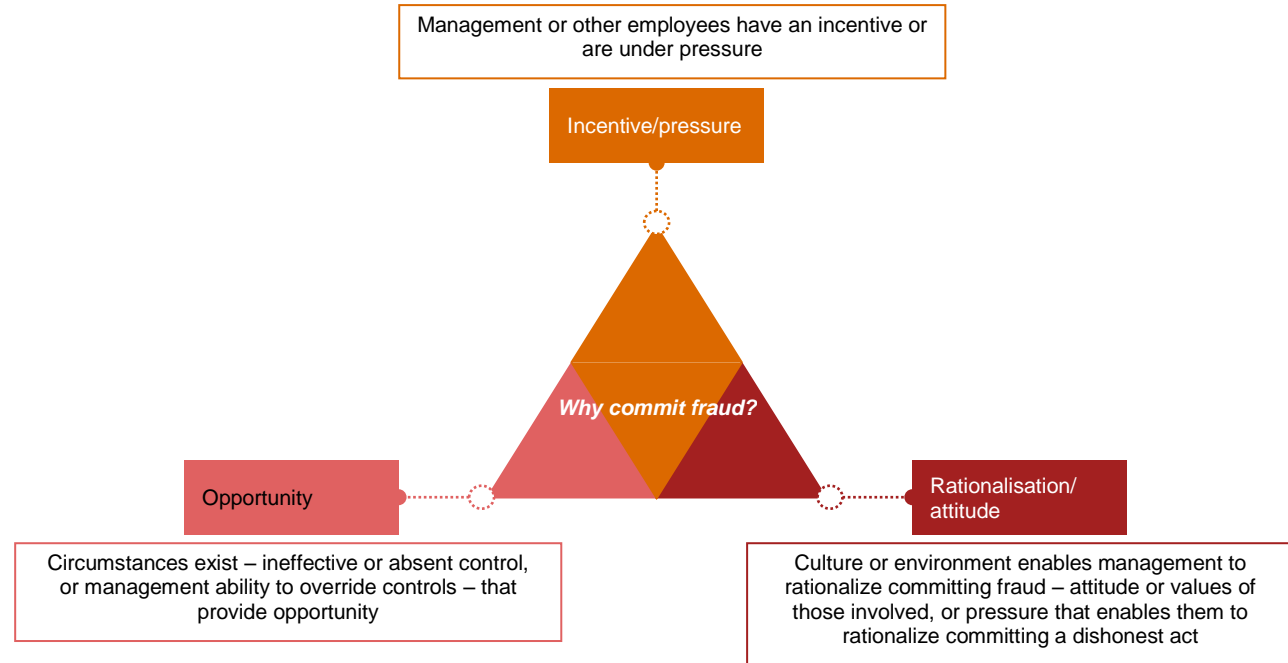 Management or other employees have an incentive or
are under pressure
Incentive/pressure
Why commit fraud?
Opportunity
Rationalisation/
attitude
Circumstances exist – ineffective or absent control,
or management ability to override controls – that
provide opportunity
Culture or environment enables management to
rationalize committing fraud – attitude or values of
those involved, or pressure that enables them to
rationalize committing a dishonest act